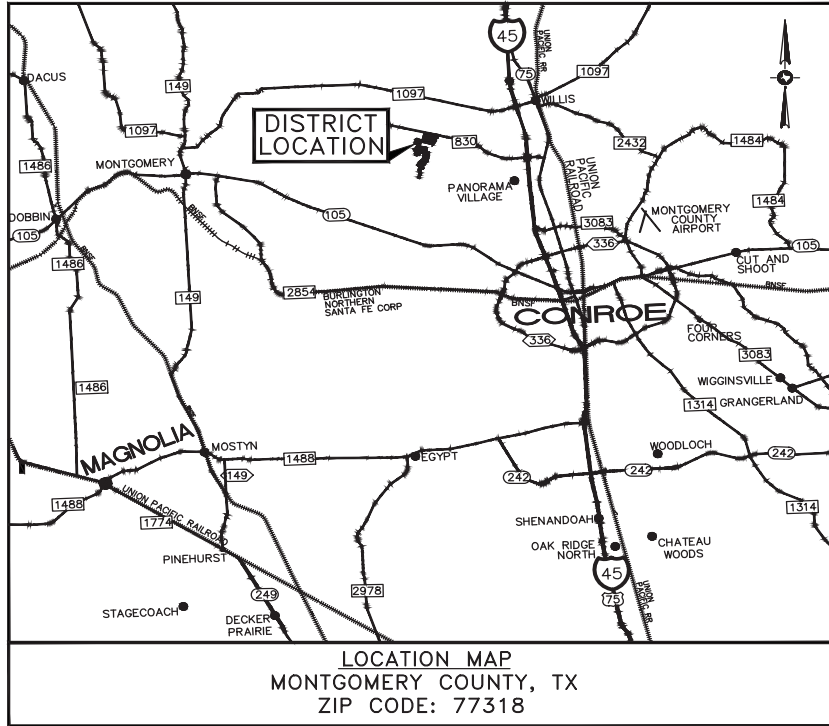 45
UNION
PACIFIC RR
DACUS
149
75
1097
1097
WILLIS
DISTRICT
LOCATION
1097
830
2432
1484
1486
MONTGOMERY
UNION
PACIFIC
RAILROAD
PANORAMA
VILLAGE
1484
DOBBIN
BNSF
105
3083
MONTGOMERY
COUNTY
AIRPORT
105
336
105
BNSF
1486
CUT AND
SHOOT
149
2854
BURLINGTON
NORTHERN
SANTA FE CORP
BNSF
BNSF
CONROE
336
FOUR
CORNERS
3083
1486
WIGGINSVILLE
1314
GRANGERLAND
MAGNOLIA
MOSTYN
1488
EGYPT
WOODLOCH
149
242
242
242
1488
UNION PACIFIC RAILROAD
1774
1314
SHENANDOAH
PINEHURST
OAK RIDGE
NORTH
CHATEAU
WOODS
45
249
2978
75
UNION
PACIFIC RR
STAGECOACH
DECKER
PRAIRIE
LOCATION MAP
MONTGOMERY COUNTY, TX
ZIP CODE: 77318